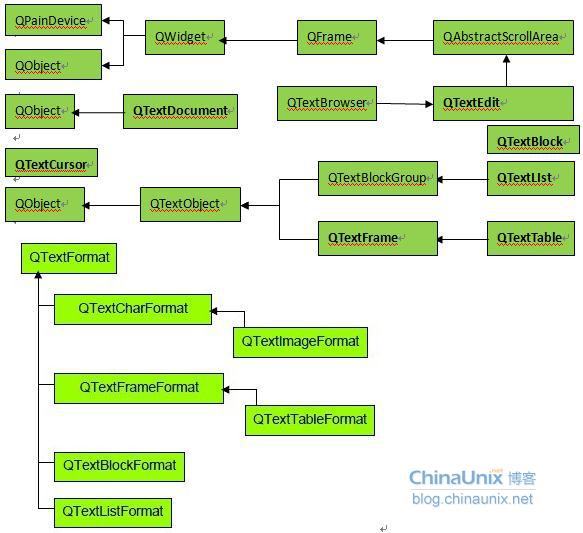 QPainDevice
QWidget
QFrame
QAbstractScrollArea
QObject
QObject
QTextDocument
QTextBrowser
QTextEdit
QTextBlock
QTextCursor
QTextBlockGroup
QTextLIst
QObject
QTextObject
QTextFrame
QTextTable
QTextFormat
QTextCharFormat
QTextImageFormat
QTextFrameFormat
QTextTableFormat
QTextBlockFormat
QTextListFormat
ChinaUnix 博客
blog.chinaunix.net